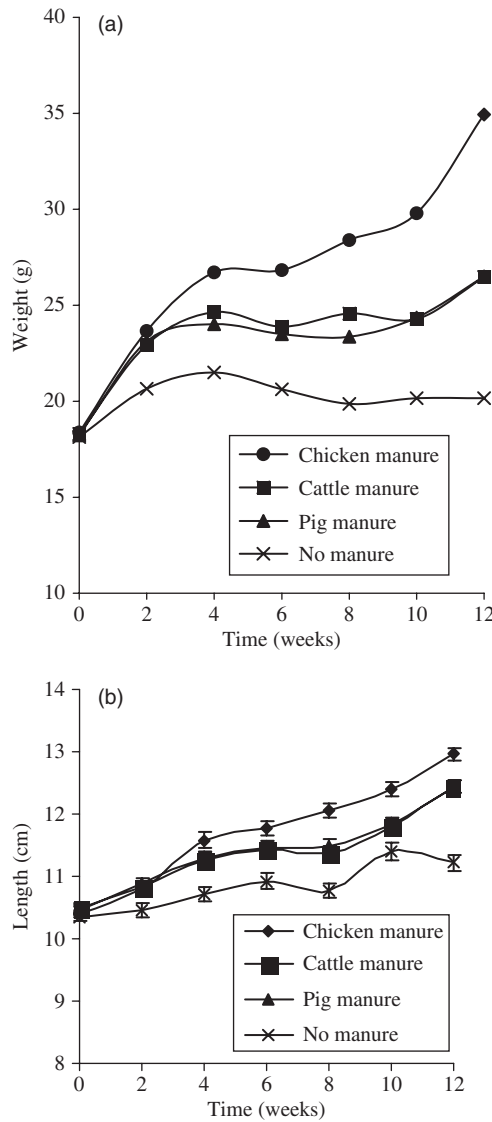 (a)
40
35
30
25
20
15
10
Weight (g)
Chicken manure
Cattle manure
Pig manure
No manure
0 2 4 6 8 10 12
Time (weeks)
(b)
14
13
12
11
10
9
8
Length (cm)
Chicken manure
Cattle manure
Pig manure
No manure
0 2 4 6 8 10 12
Time (weeks)